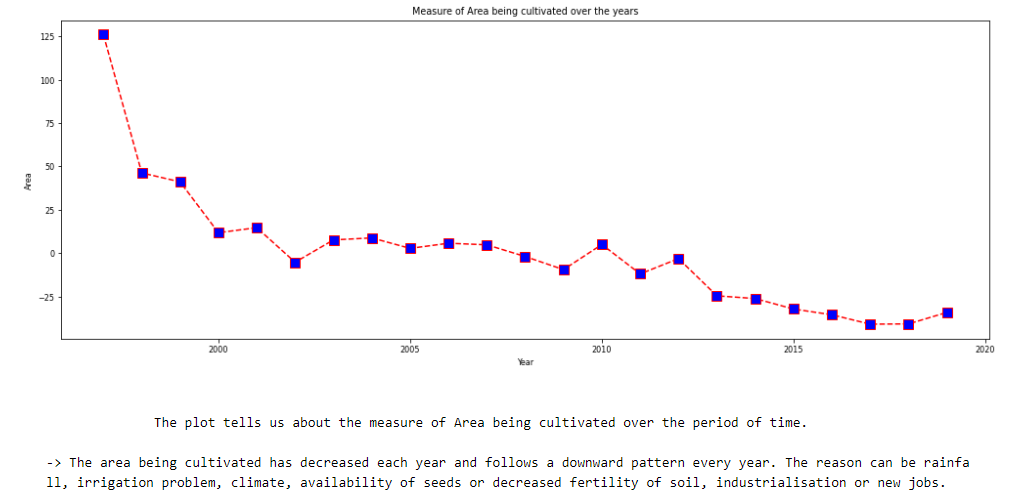 Measure of Area being cultivated over the years
125
100
75
50
25
0
−25
Area
2000
2005
2010
2015
2020
Year
The plot tells us about the measure of Area being cultivated over the period of time.
-> The area being cultivated has decreased each year and follows a downward pattern every year. The reason can be rainfa
ll, irrigation problem, climate, availability of seeds or decreased fertility of soil, industrialisation or new jobs.